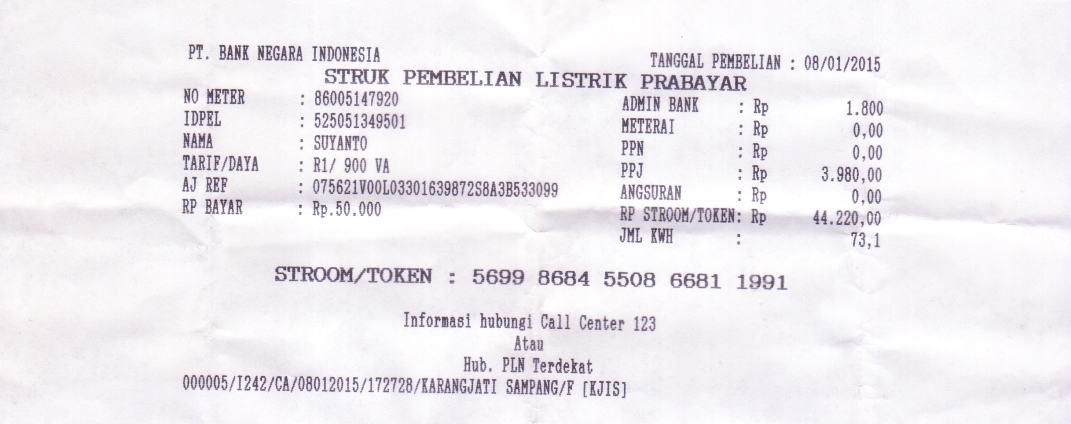 PT. BANK NEGARA INDONESIA TANGGAL PEMBELIAN : 08/01/2015
STRUK PEMBELIAN LISTRIK PRABAYAR
NO METER : 86005147920 ADMIN BANK : Rp 1.800
IDPEL : 525051349501 METERAI : Rp 0,00
NAMA : SUYANTO PPN : Rp 0,00
TARIF/DAYA : R1/ 900 VA PPJ : Rp 3.980,00
AJ REF : 075621V00L03301639872S8A3B533099 ANGSURAN : Rp 0,00
RP BAYAR : Rp.50.000 RP STROOM/TOKEN: Rp 44.220,00
JML KWH : 73,1
STROOM/TOKEN : 5699 8684 5508 6681 1991
Informasi hubungi Call Center 123
Atau
Hub. PLN Terdekat
000005/I242/CA/08012015/172728/KARANGJATI SAMPANG/F [KJIS]